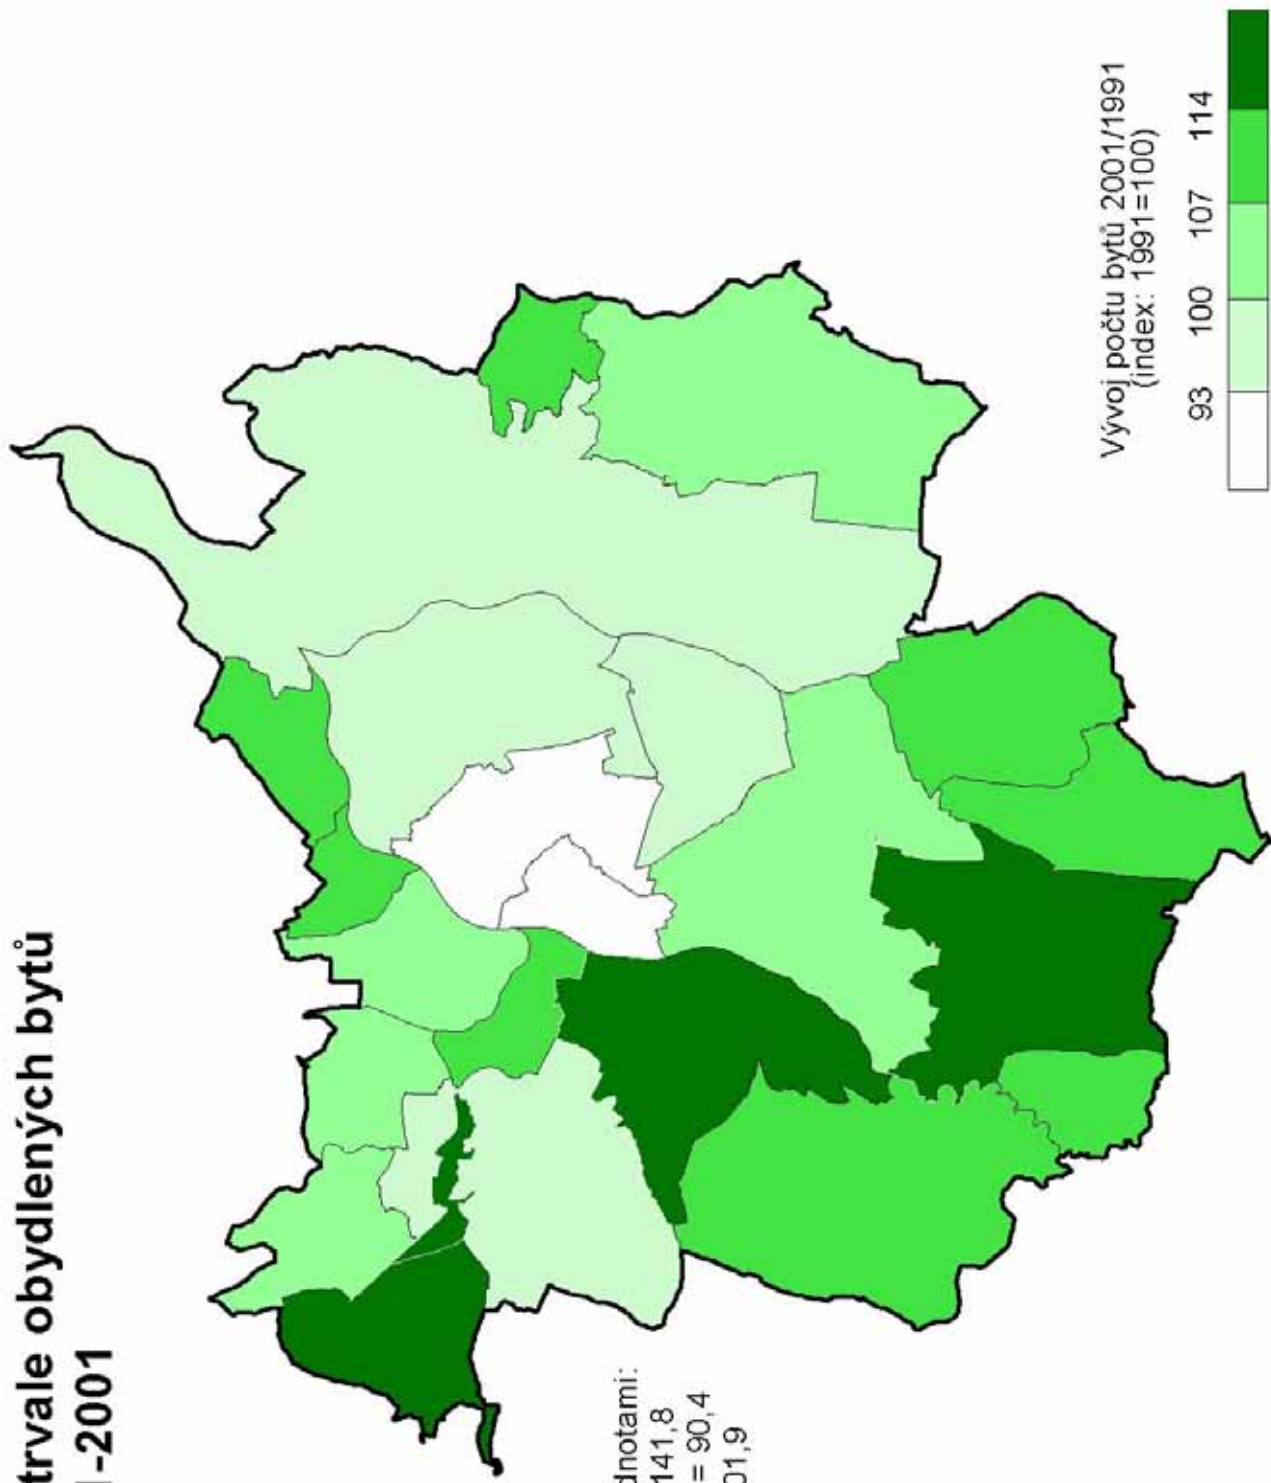 trvale obydlených bytů
-2001
dnotami:
141,8
= 90,4
01,9
Vývoj počtu bytů 2001/1991
(index: 1991=100)
93 100 107 114